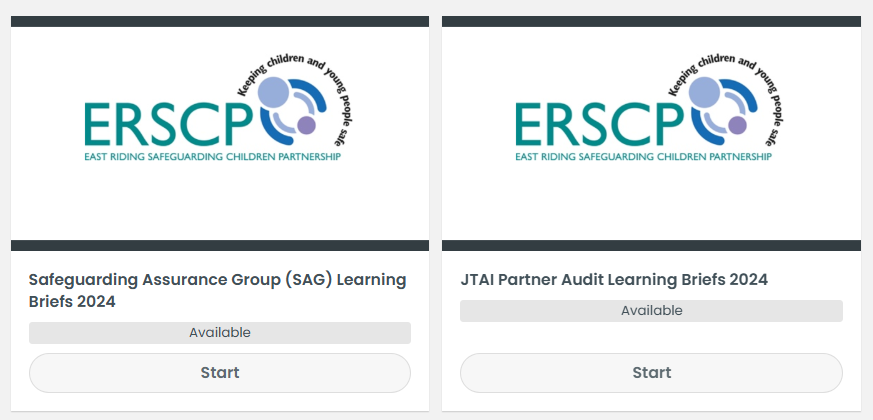 Keeping children and young people safe
ERSCP
EAST RIDING SAFEGUARDING CHILDREN PARTNERSHIP
Safeguarding Assurance Group (SAG) Learning
Briefs 2024
Available
Start
Keeping children and young people safe
ERSCP
EAST RIDING SAFEGUARDING CHILDREN PARTNERSHIP
JTAI Partner Audit Learning Briefs 2024
Available
Start